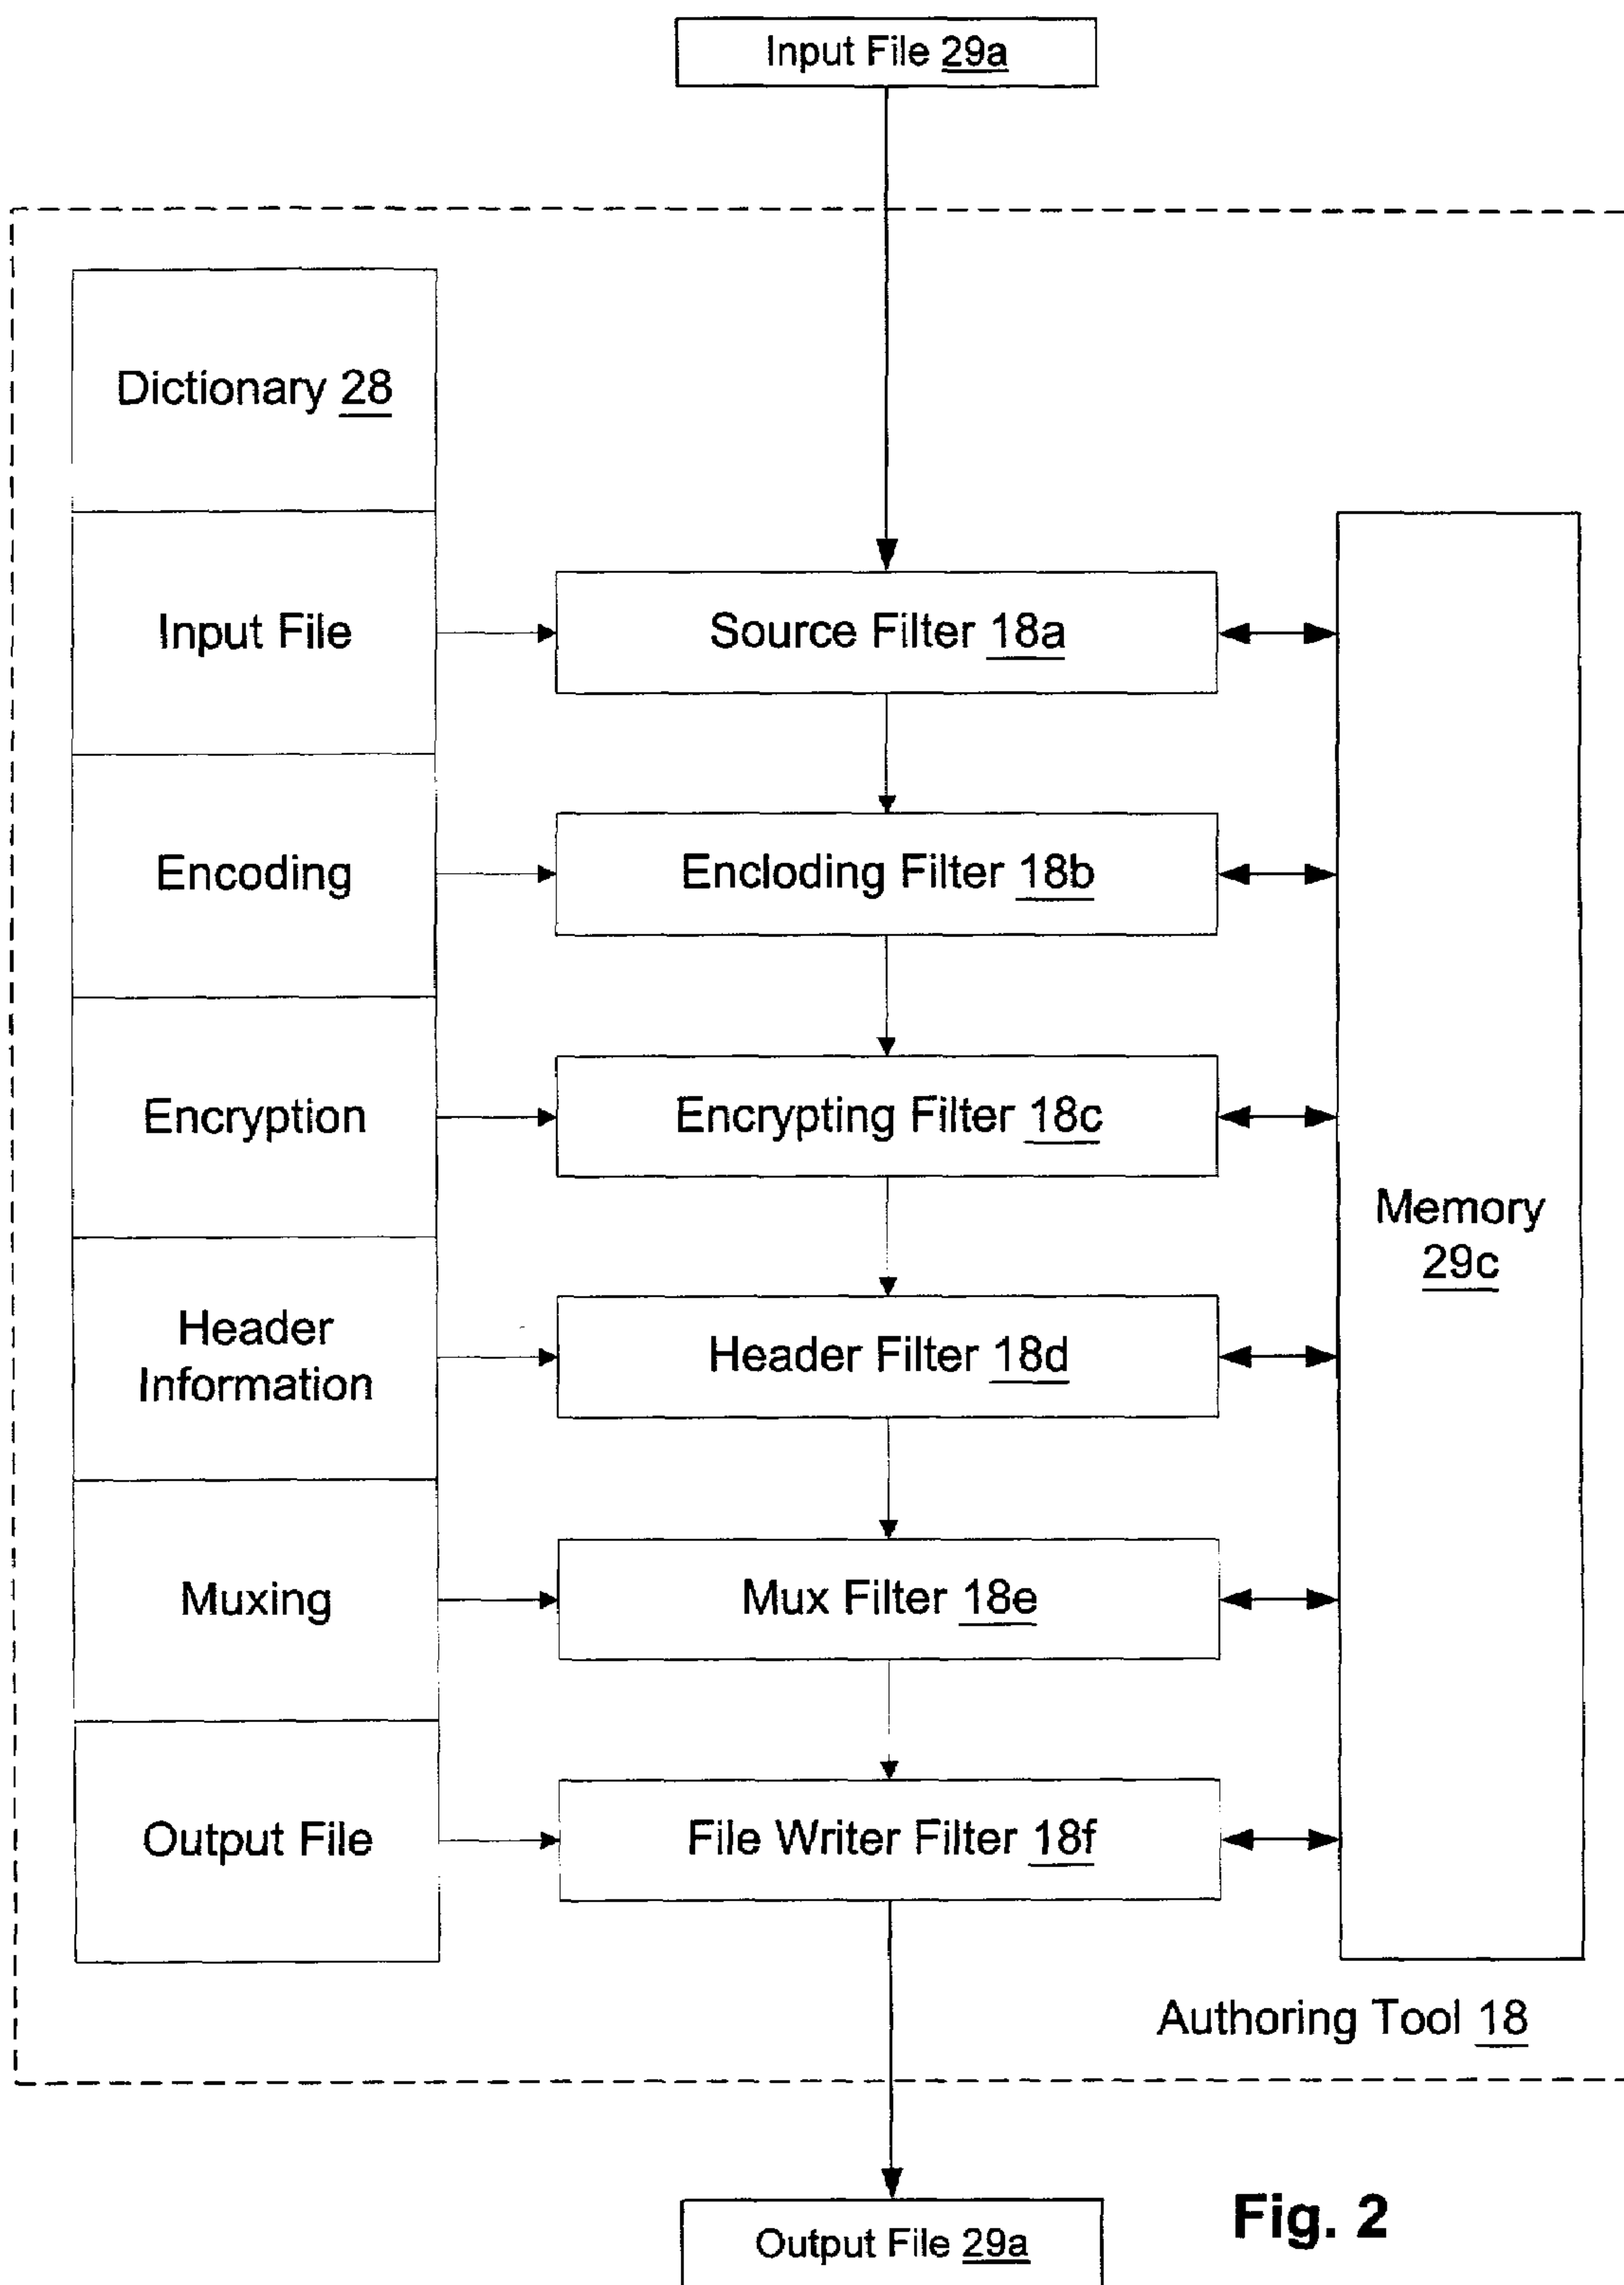 Input File 29a
Dictionary 28
Input File
Source Filter 18a
Encoding
Encloding Filter 18b
Encryption
Encrypting Filter 18c
Memory
29c
Header
Information
Header Filter 18d
Muxing
Mux Filter 18e
Output File
File Writer Filter 18f
Authoring Tool 18
Output File 29a
Fig. 2